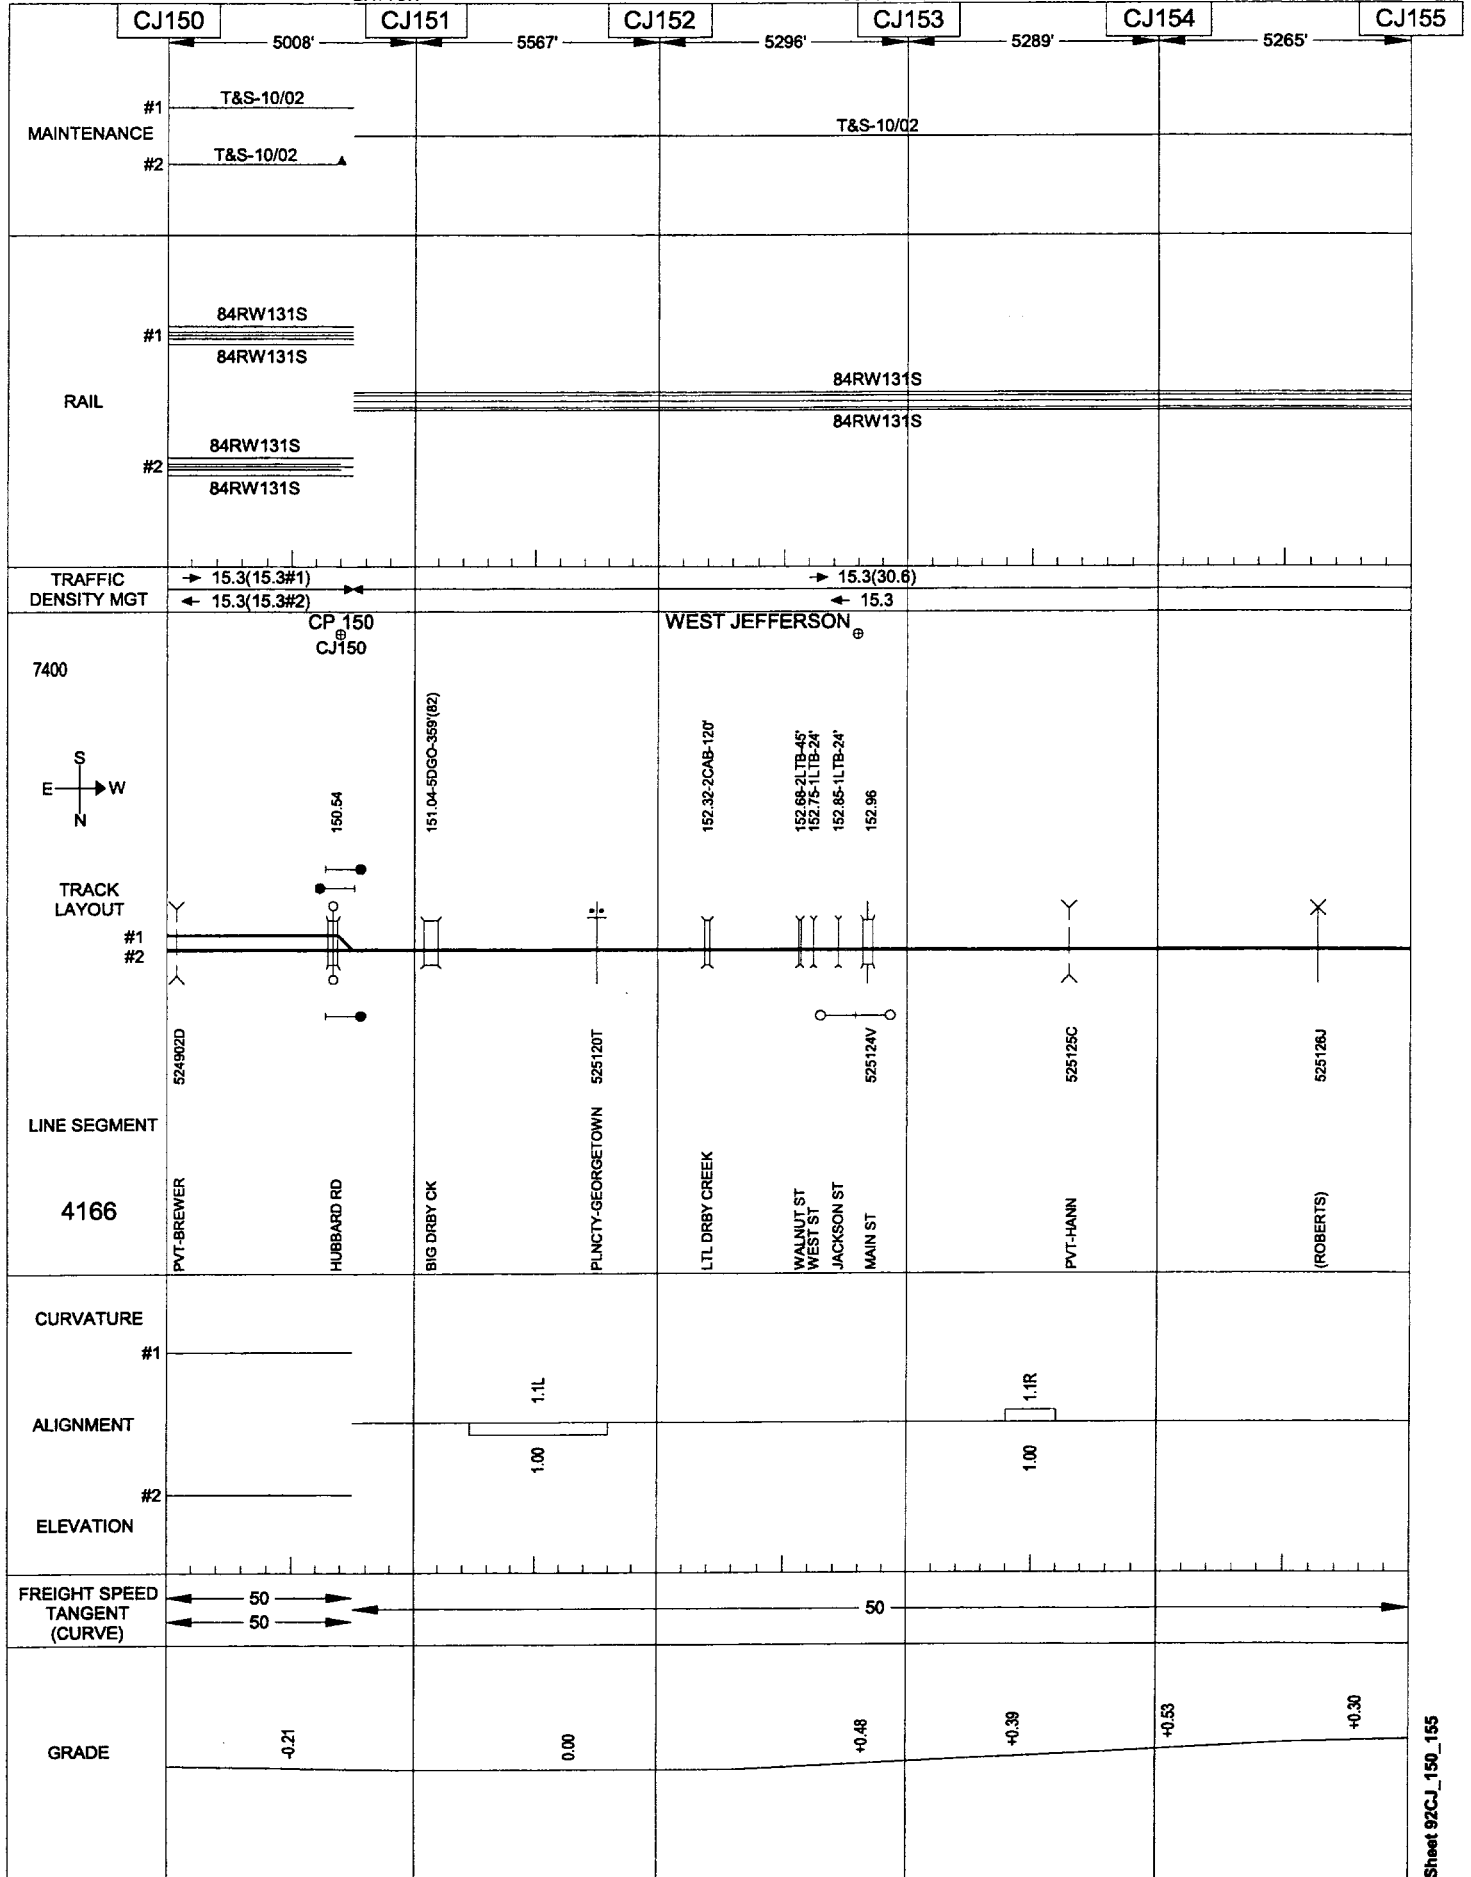 CJ150 CJ151 CJ152 CJ153 CJ154 CJ155
5008' 5567' 5296' 5289' 5265'
#1 T&S-10/02
MAINTENANCE T&S-10/02
#2 T&S-10/02
84RW131S
#1
84RW131S
84RW131S
RAIL
84RW131S
84RW131S
#2
84RW131S
TRAFFIC DENSITY MGT
15.3(15.3#1) 15.3(30.6)
15.3(15.3#2) 15.3
CP 150 WEST JEFFERSON
CJ150
7400
S
E W
N
150.54
151.04-5DGO-359'(82)
152.32-2CAB-120'
152.68-2LTB-45'
152.75-1LTB-24'
152.85-1LTB-24'
152.96
TRACK
LAYOUT
#1
#2
524902D
525120T
525124V
525125C
525126J
LINE SEGMENT
4166
PVT-BREWER
HUBBARD RD
BIG DRBY CK
PLNCTY-GEORGETOWN
LTL DRBY CREEK
WALNUT ST
WEST ST
JACKSON ST
MAIN ST
PVT-HANN
(ROBERTS)
CURVATURE
#1
1.1L 1.1R
ALIGNMENT
1.00 1.00
#2
ELEVATION
FREIGHT SPEED
TANGENT
(CURVE)
50
50
50
GRADE
-0.21
0.00
+0.48
+0.39
+0.53
+0.30
Sheet 92CJ_150_155